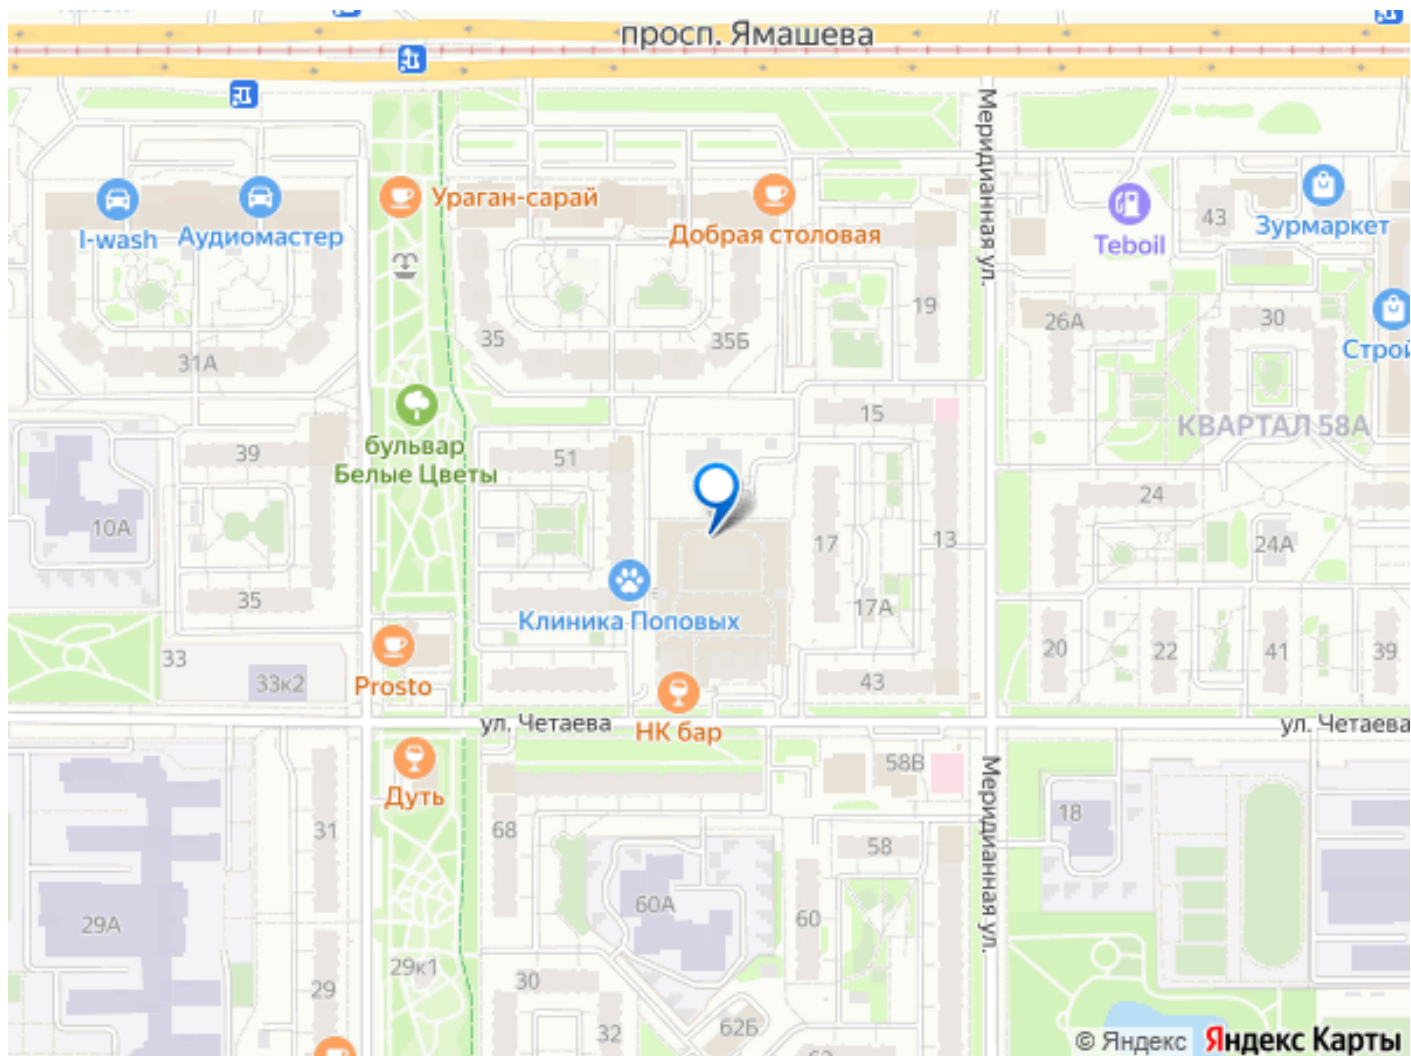 просп. Ямашева
Меридианная ул.
I-wash
Аудиомастер
Ураган-сарай
Добрая столовая
Teboil
43
Зурмаркет
19
35
35Б
26А
30
Строй
31А
15
КВАРТАЛ 58А
бульвар
Белые Цветы
39
51
24
10А
17
13
24А
35
Клиника Поповых
17А
33
33к2
Prosto
20
22
41
39
43
ул. Четаева
НК бар
ул. Четаева
58В
Меридианная ул.
Дуть
31
68
18
58
29А
60А
60
29к1
29
30
32
62Б
© Яндекс
Яндекс Карты